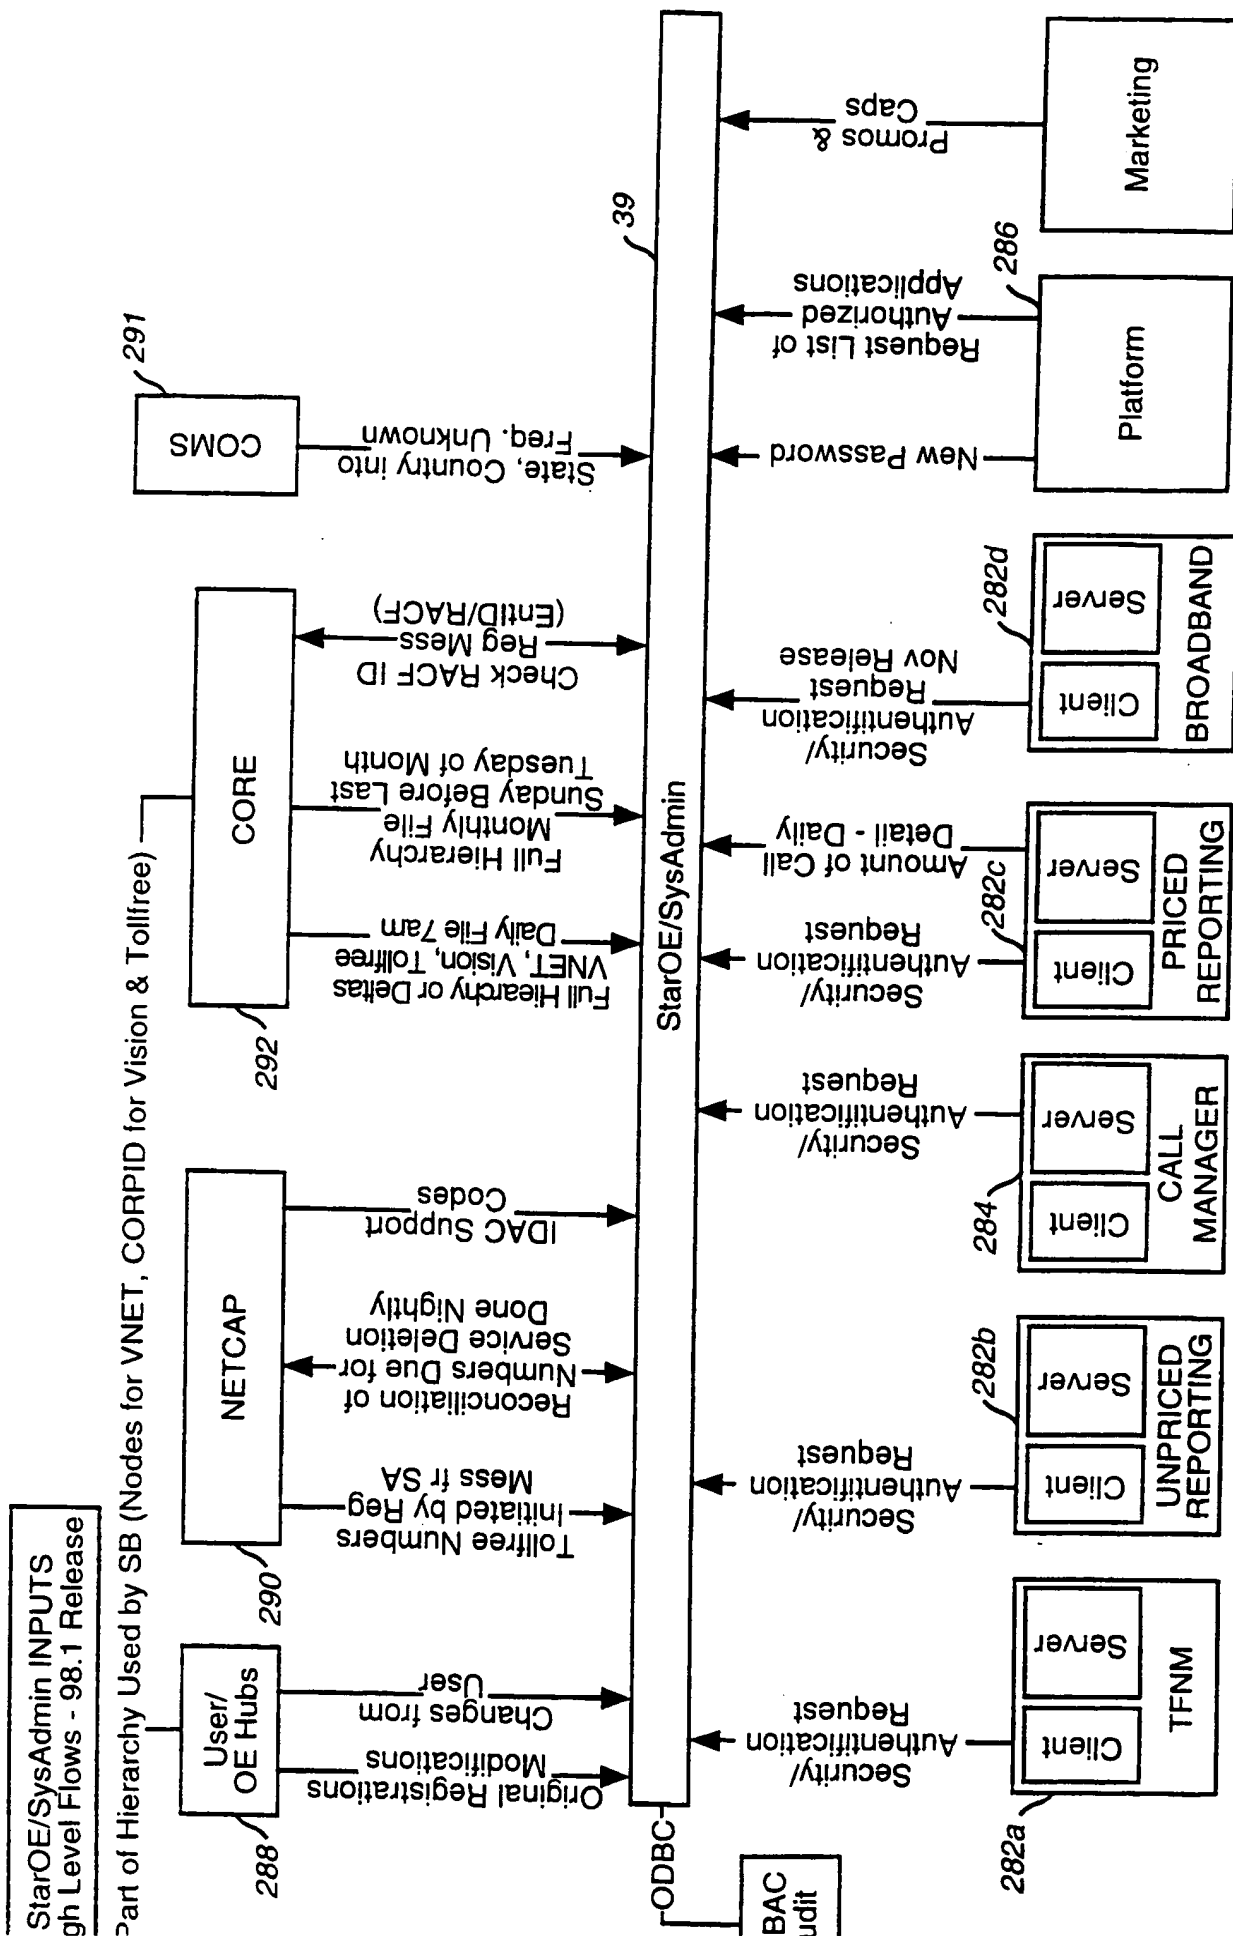 StarOE/SysAdmin INPUTS
gh Level Flows - 98.1 Release
Part of Hierarchy Used by SB (Nodes for VNET, CORPID for Vision & Tollfree)
288
User/
OE Hubs
290
NETCAP
292
CORE
COMS
291
Original Registrations
Modifications
Changes from
User
Tollfree Numbers
Initiated by Reg
Mess fr SA
Reconciliation of
Numbers Due for
Service Deletion
Done Nightly
IDAC Support
Codes
Full Hiearchy or Deltas
VNET, Vision, Tollfree
Daily File 7am
Full Hierarchy
Monthly File
Sunday Before Last
Tuesday of Month
Check RACF ID
Reg Mess
(EntID/RACF)
State, Country into
Freq. Unknown
ODBC
BAC
udit
StarOE/SysAdmin
39
Security/
Authentification
Request
Security/
Authentification
Request
Security/
Authentification
Request
Security/
Authentification
Request
Amount of Call
Detail - Daily
Security/
Authentification
Request
Nov Release
New Password
Request List of
Authorized
Applications
Promos &
Caps
282a
Client
Server
TFNM
282b
Client
Server
UNPRICED
REPORTING
284
Client
Server
CALL
MANAGER
282c
Client
Server
PRICED
REPORTING
282d
Client
Server
BROADBAND
286
Platform
Marketing